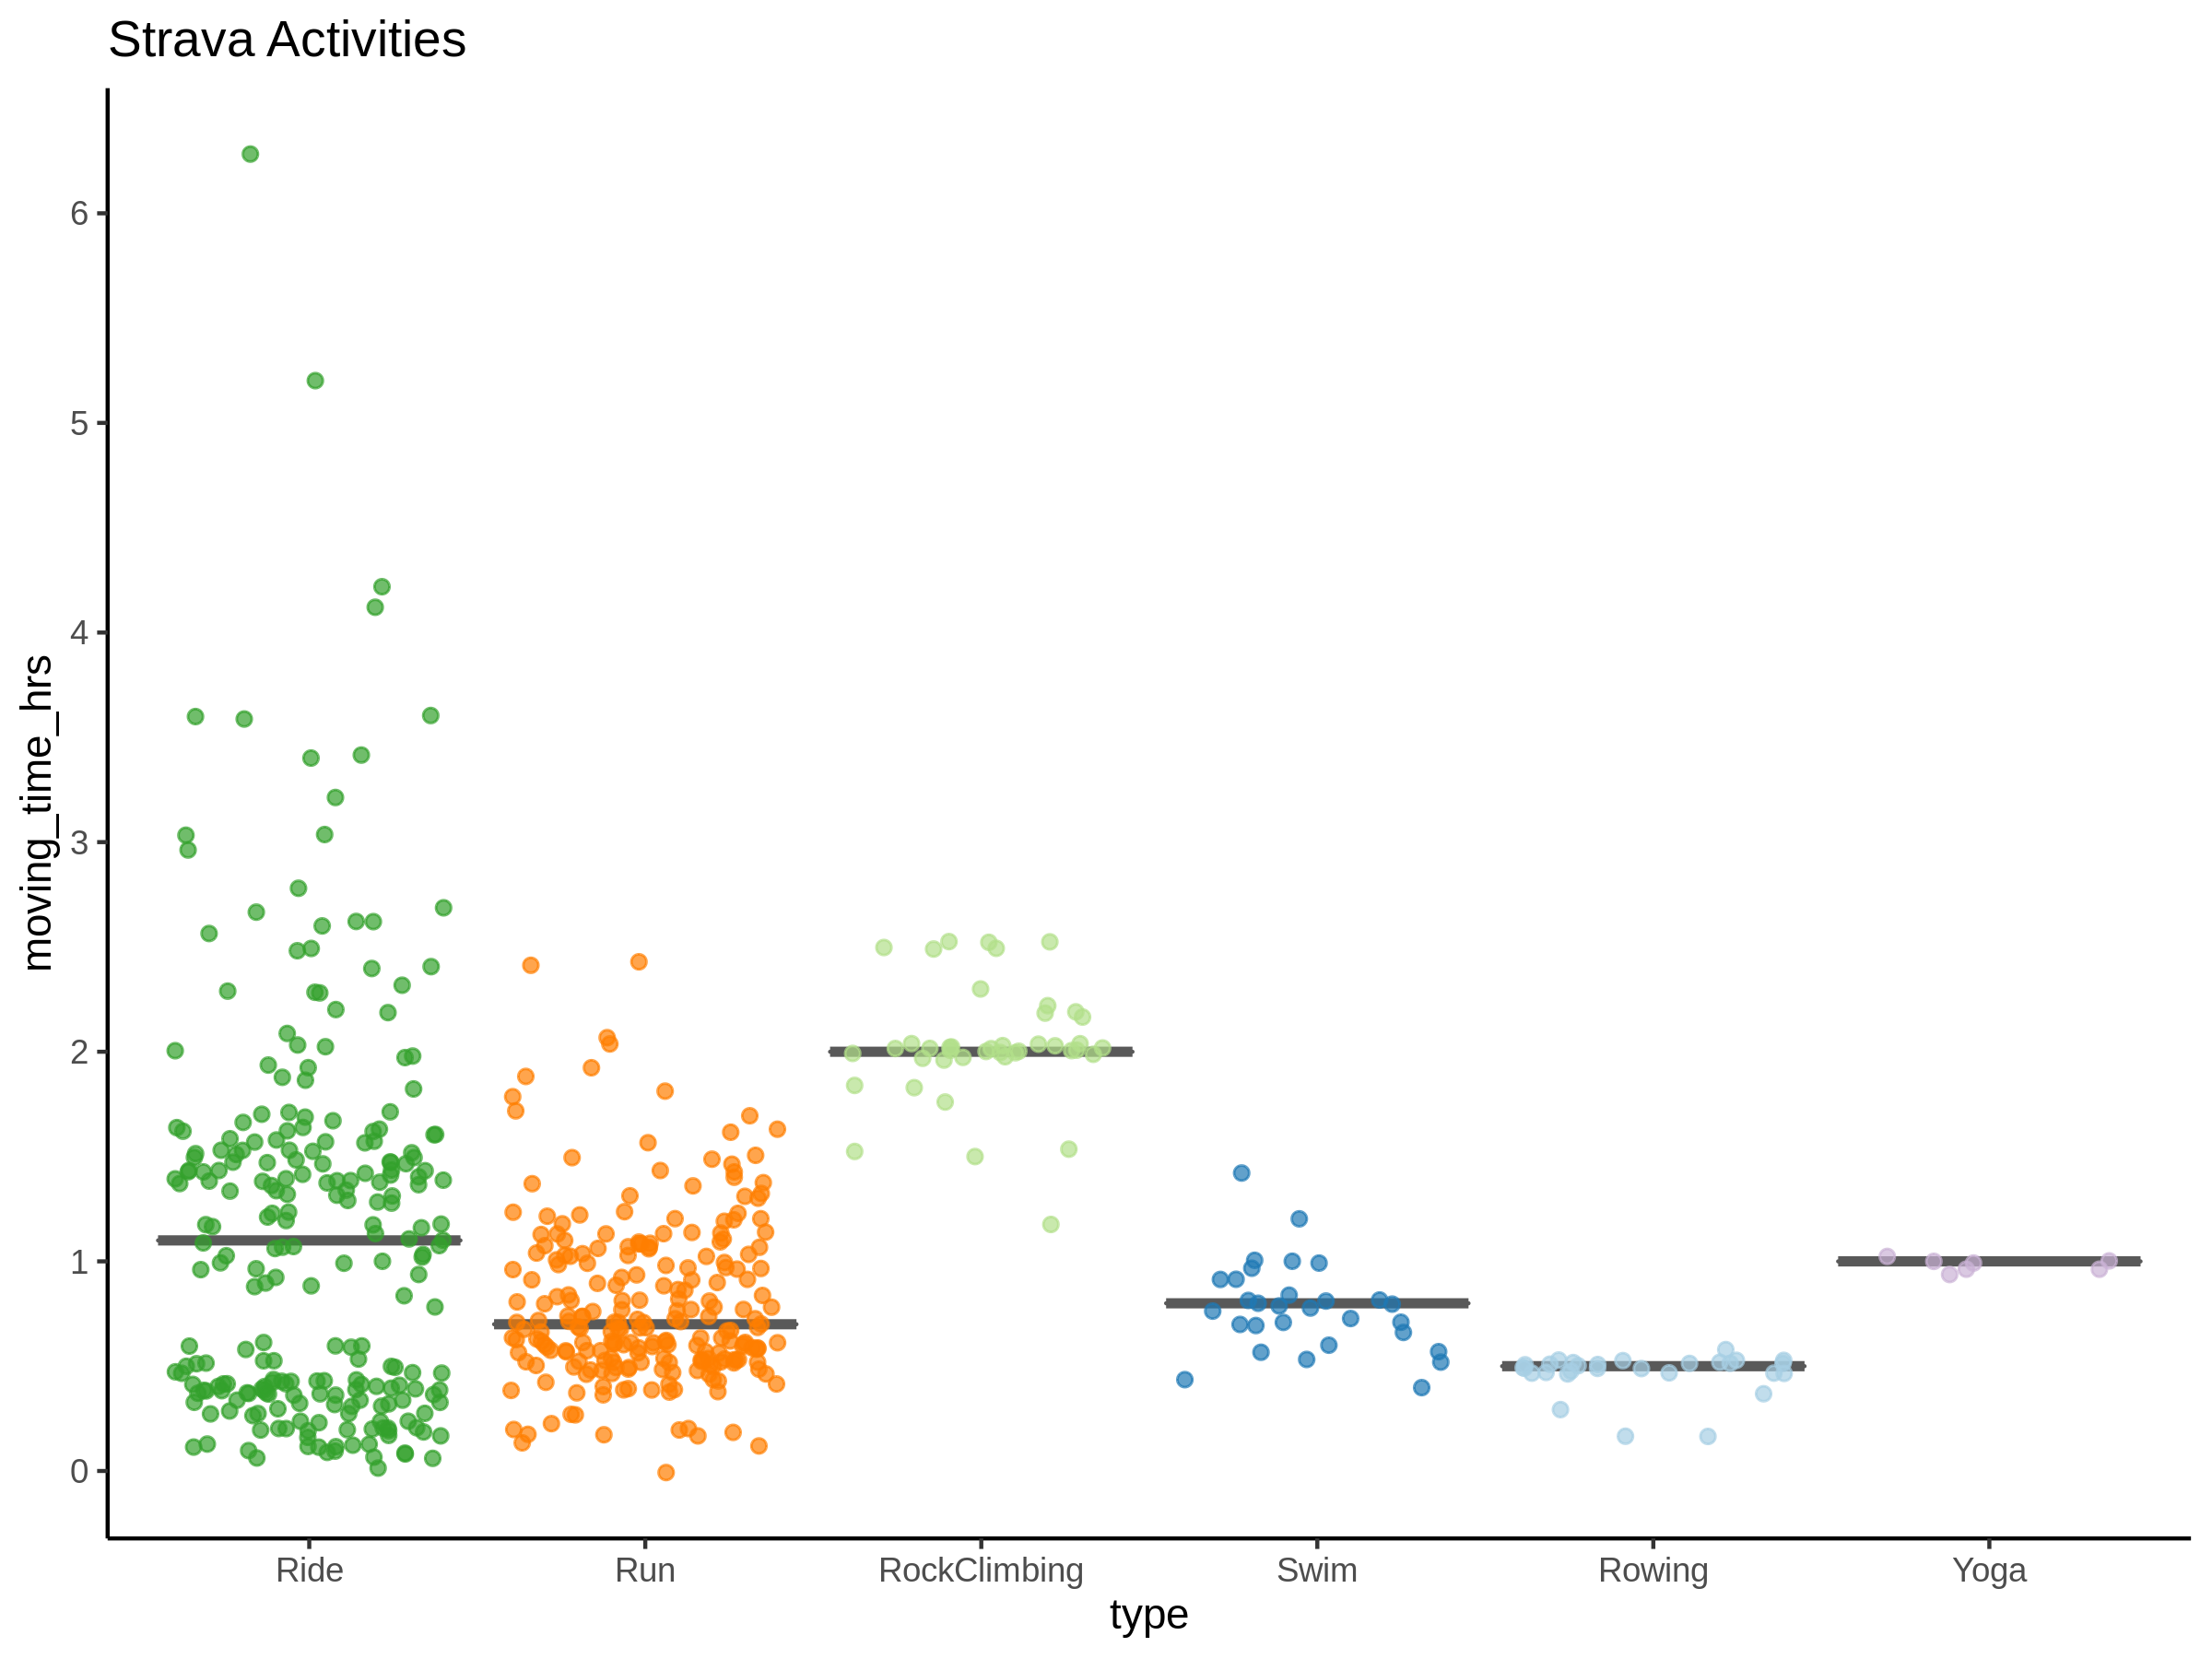 Strava Activities
moving_time_hrs
6
5
4
3
2
1
0
Ride Run RockClimbing Swim Rowing Yoga
type